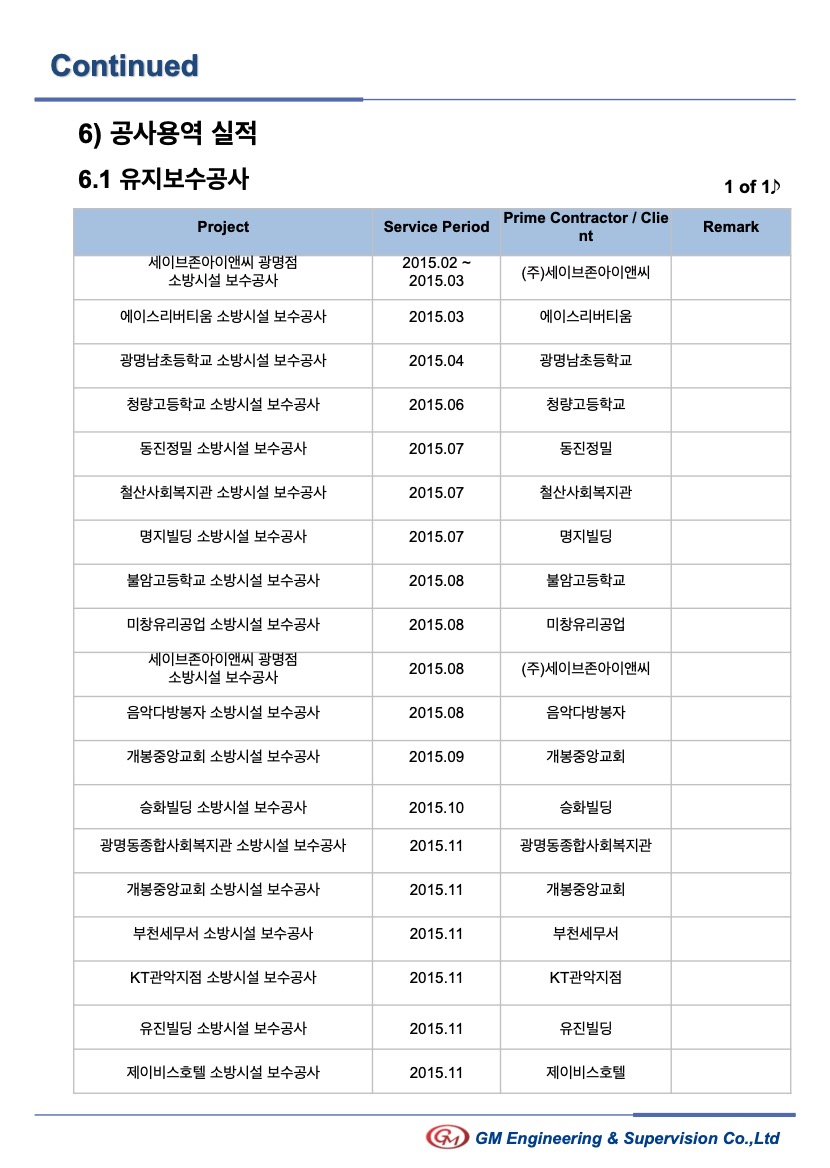 Continued
6) 공사용역 실적
6.1 유지보수공사
1 of 1♪
Project Service Period Prime Contractor / Clie
nt Remark
세이브존아이앤씨 광명점
소방시설 보수공사 2015.02 ~
2015.03 (주)세이브존아이앤씨
에이스리버티움 소방시설 보수공사 2015.03 에이스리버티움
광명남초등학교 소방시설 보수공사 2015.04 광명남초등학교
청량고등학교 소방시설 보수공사 2015.06 청량고등학교
동진정밀 소방시설 보수공사 2015.07 동진정밀
철산사회복지관 소방시설 보수공사 2015.07 철산사회복지관
명지빌딩 소방시설 보수공사 2015.07 명지빌딩
불암고등학교 소방시설 보수공사 2015.08 불암고등학교
미창유리공업 소방시설 보수공사 2015.08 미창유리공업
세이브존아이앤씨 광명점
소방시설 보수공사 2015.08 (주)세이브존아이앤씨
음악다방봉자 소방시설 보수공사 2015.08 음악다방봉자
개봉중앙교회 소방시설 보수공사 2015.09 개봉중앙교회
승화빌딩 소방시설 보수공사 2015.10 승화빌딩
광명동종합사회복지관 소방시설 보수공사 2015.11 광명동종합사회복지관
개봉중앙교회 소방시설 보수공사 2015.11 개봉중앙교회
부천세무서 소방시설 보수공사 2015.11 부천세무서
KT관악지점 소방시설 보수공사 2015.11 KT관악지점
유진빌딩 소방시설 보수공사 2015.11 유진빌딩
제이비스호텔 소방시설 보수공사 2015.11 제이비스호텔
GM GM Engineering & Supervision Co.,Ltd